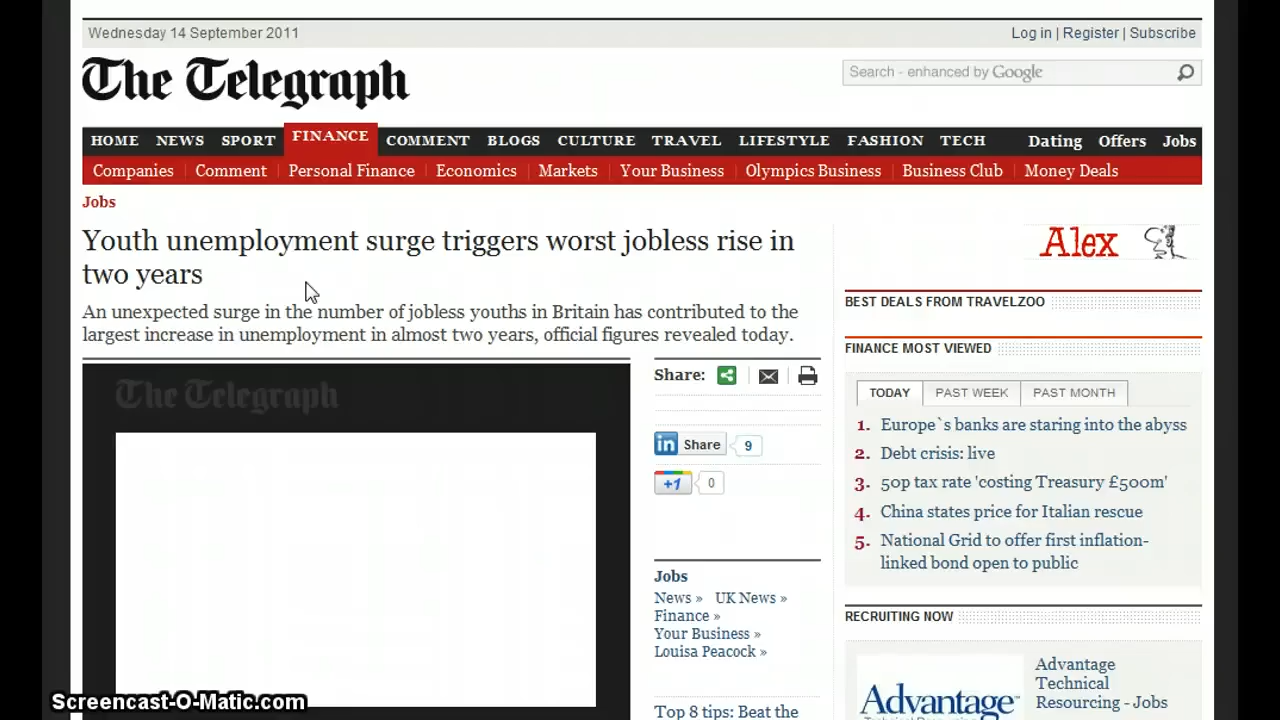 Wednesday 14 September 2011
Log in | Register | Subscribe
The Telegraph
Search - enhanced by Google
HOME NEWS SPORT FINANCE COMMENT BLOGS CULTURE TRAVEL LIFESTYLE FASHION TECH Dating Offers Jobs
Companies Comment Personal Finance Economics Markets Your Business Olympics Business Club Money Deals
Jobs
Youth unemployment surge triggers worst jobless rise in
two years
An unexpected surge in the number of jobless youths in Britain has contributed to the
largest increase in unemployment in almost two years, official figures revealed today.
The Telegraph
Share:
in Share 9
+1 0
Jobs
News » UK News »
Finance »
Your Business »
Louisa Peacock »
Top 8 tips: Beat the
Alex
BEST DEALS FROM TRAVELZOO
FINANCE MOST VIEWED
TODAY PAST WEEK PAST MONTH
1. Europe`s banks are staring into the abyss
2. Debt crisis: live
3. 50p tax rate 'costing Treasury £500m'
4. China states price for Italian rescue
5. National Grid to offer first inflation-
linked bond open to public
RECRUITING NOW
Advantage
Advantage
Technical
Resourcing - Jobs
Screencast-O-Matic.com